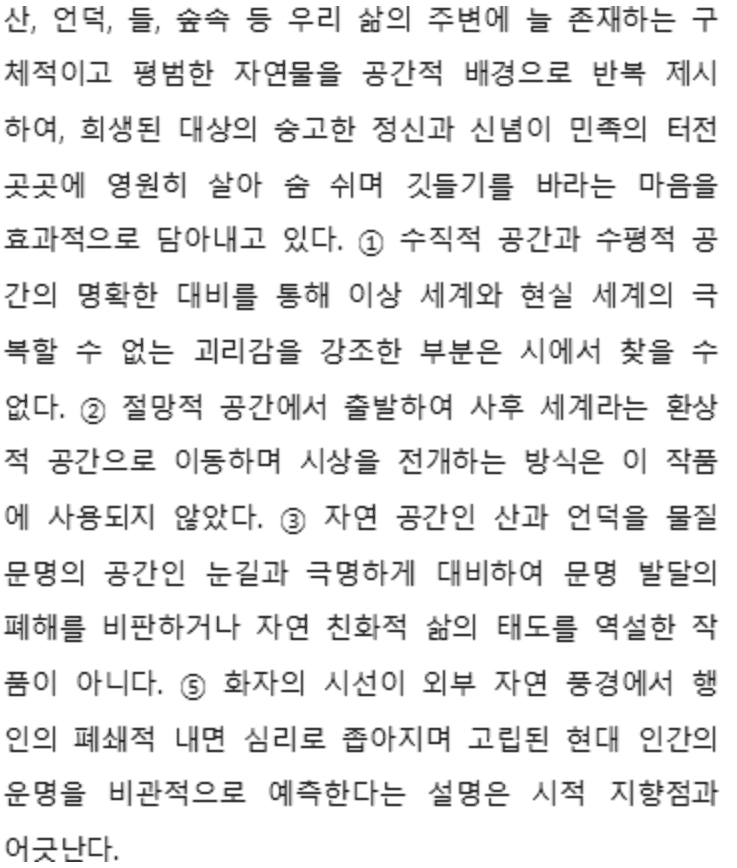 산, 언덕, 들, 숲속 등 우리 삶의 주변에 늘 존재하는 구
체적이고 평범한 자연물을 공간적 배경으로 반복 제시
하여, 희생된 대상의 숭고한 정신과 신념이 민족의 터전
곳곳에 영원히 살아 숨 쉬며 깃들기를 바라는 마음을
효과적으로 담아내고 있다. ① 수직적 공간과 수평적 공
간의 명확한 대비를 통해 이상 세계와 현실 세계의 극
복할 수 없는 괴리감을 강조한 부분은 시에서 찾을 수
없다. ② 절망적 공간에서 출발하여 사후 세계라는 환상
적 공간으로 이동하며 시상을 전개하는 방식은 이 작품
에 사용되지 않았다. ③ 자연 공간인 산과 언덕을 물질
문명의 공간인 눈길과 극명하게 대비하여 문명 발달의
폐해를 비판하거나 자연 친화적 삶의 태도를 역설한 작
품이 아니다. ⑤ 화자의 시선이 외부 자연 풍경에서 행
인의 폐쇄적 내면 심리로 좁아지며 고립된 현대 인간의
운명을 비관적으로 예측한다는 설명은 시적 지향점과
어긋난다.